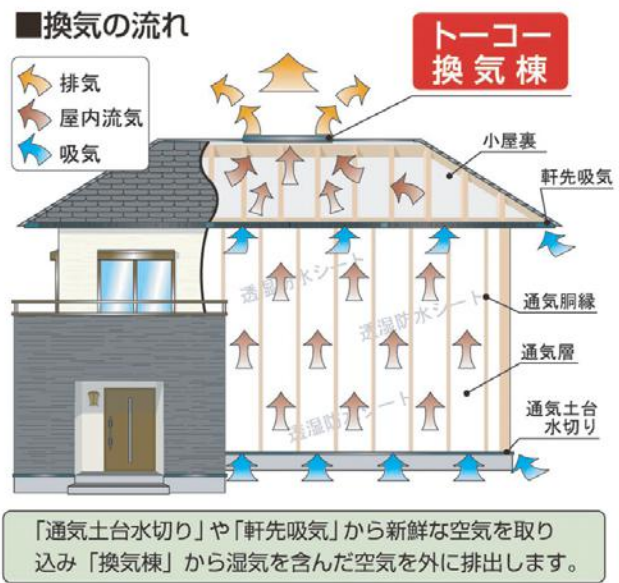 ■換気の流れ
トーコー
換気棟
排気
屋内流気
吸気
小屋裏
軒先吸気
透湿防水シート
透湿防水シート
通気胴縁
通気層
透湿防水シート
通気土台
水切り
「通気土台水切り」や「軒先吸気」から新鮮な空気を取り
込み「換気棟」から湿気を含んだ空気を外に排出します。